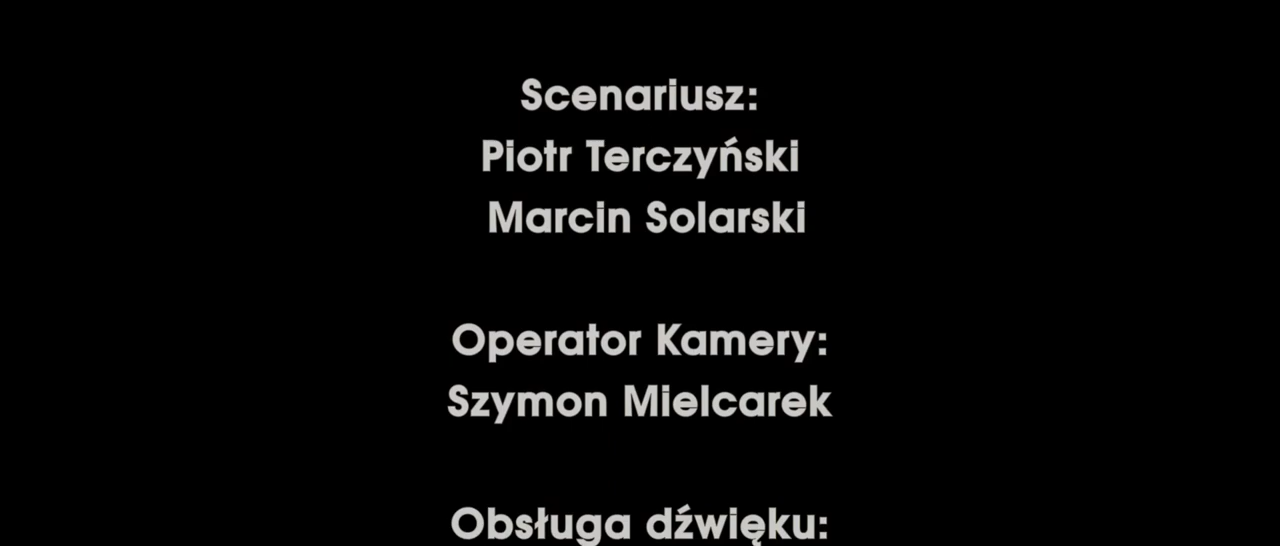 Scenariusz:
Piotr Terczyński
Marcin Solarski
Operator Kamery:
Szymon Mielcarek
Obsługa dźwięku: